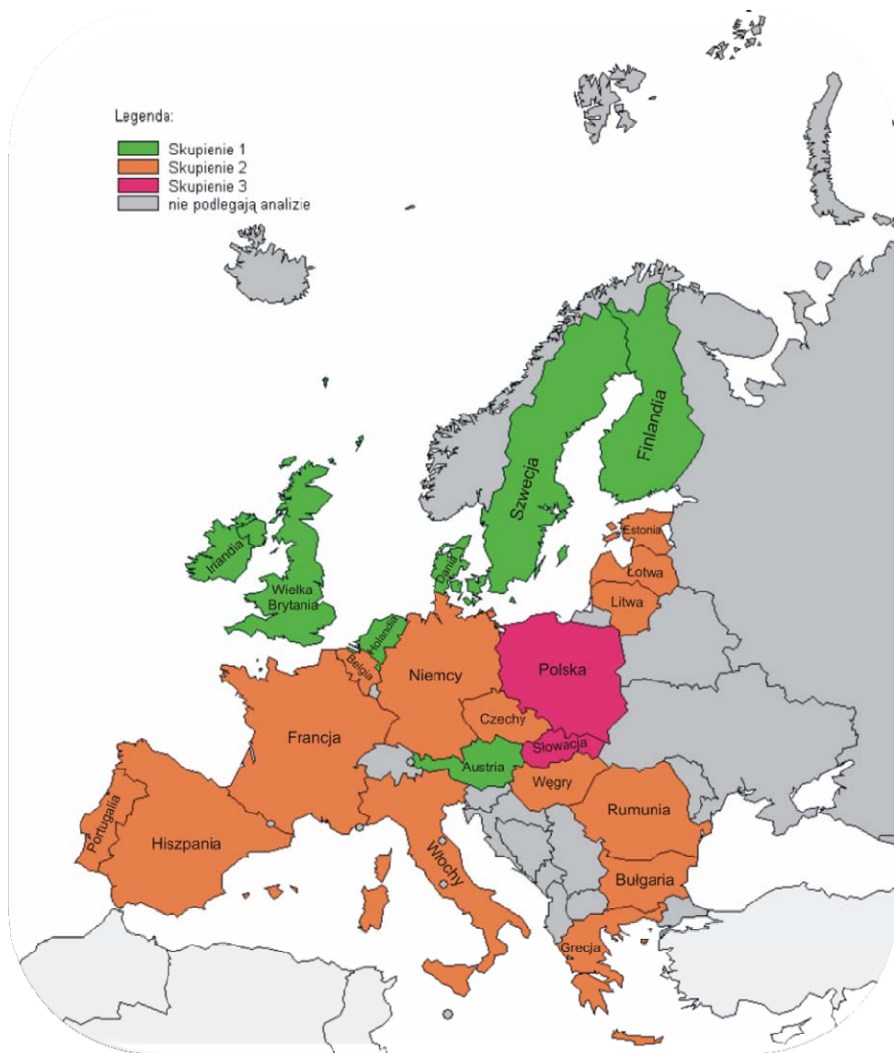 Legenda:
Skupienie 1
Skupienie 2
Skupienie 3
nie podlegają analizie
Finlandia
Szwecja
Estonia
Irlandia
Dania
Łotwa
Wielka
Brytania
Litwa
Holandia
Belgia
Niemcy
Polska
Czechy
Francja
Słowacja
Austria
Węgry
Rumunia
Portugalia
Hiszpania
Włochy
Bułgaria
Grecja